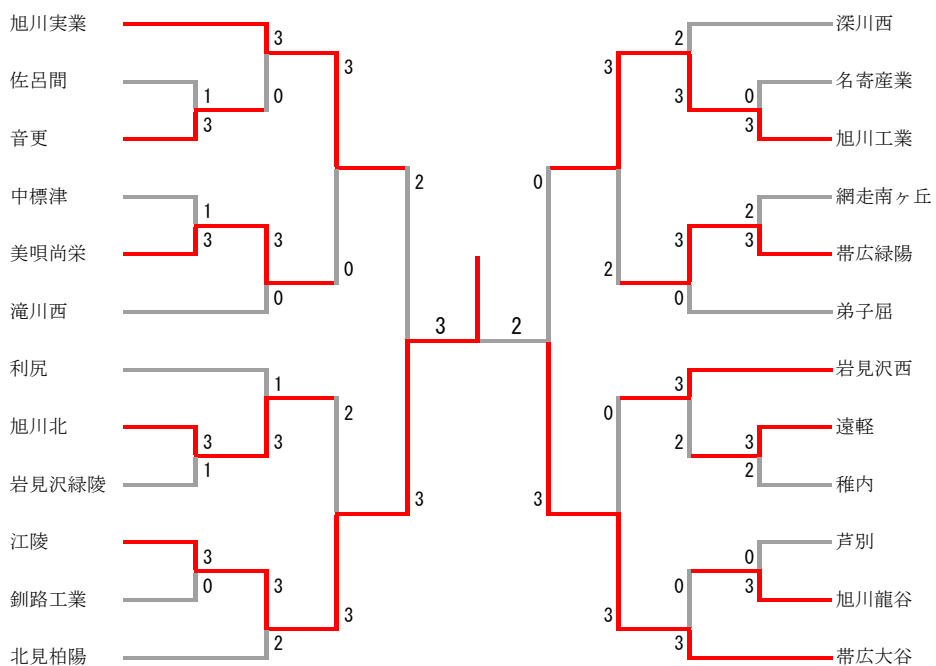 旭川実業
佐呂間
音更
中標津
美唄尚栄
滝川西
利尻
旭川北
岩見沢緑陵
江陵
釧路工業
北見柏陽
3
1
0
3
1
3
3
0
1
3
3
1
3
0
3
2
3
0
2
3
2
3
3
2
0
3
3
2
0
3
2
3
0
3
2
3
3
0
3
2
3
2
0
3
0
3
深川西
名寄産業
旭川工業
網走南ヶ丘
帯広緑陽
弟子屈
岩見沢西
遠軽
稚内
芦別
旭川龍谷
帯広大谷